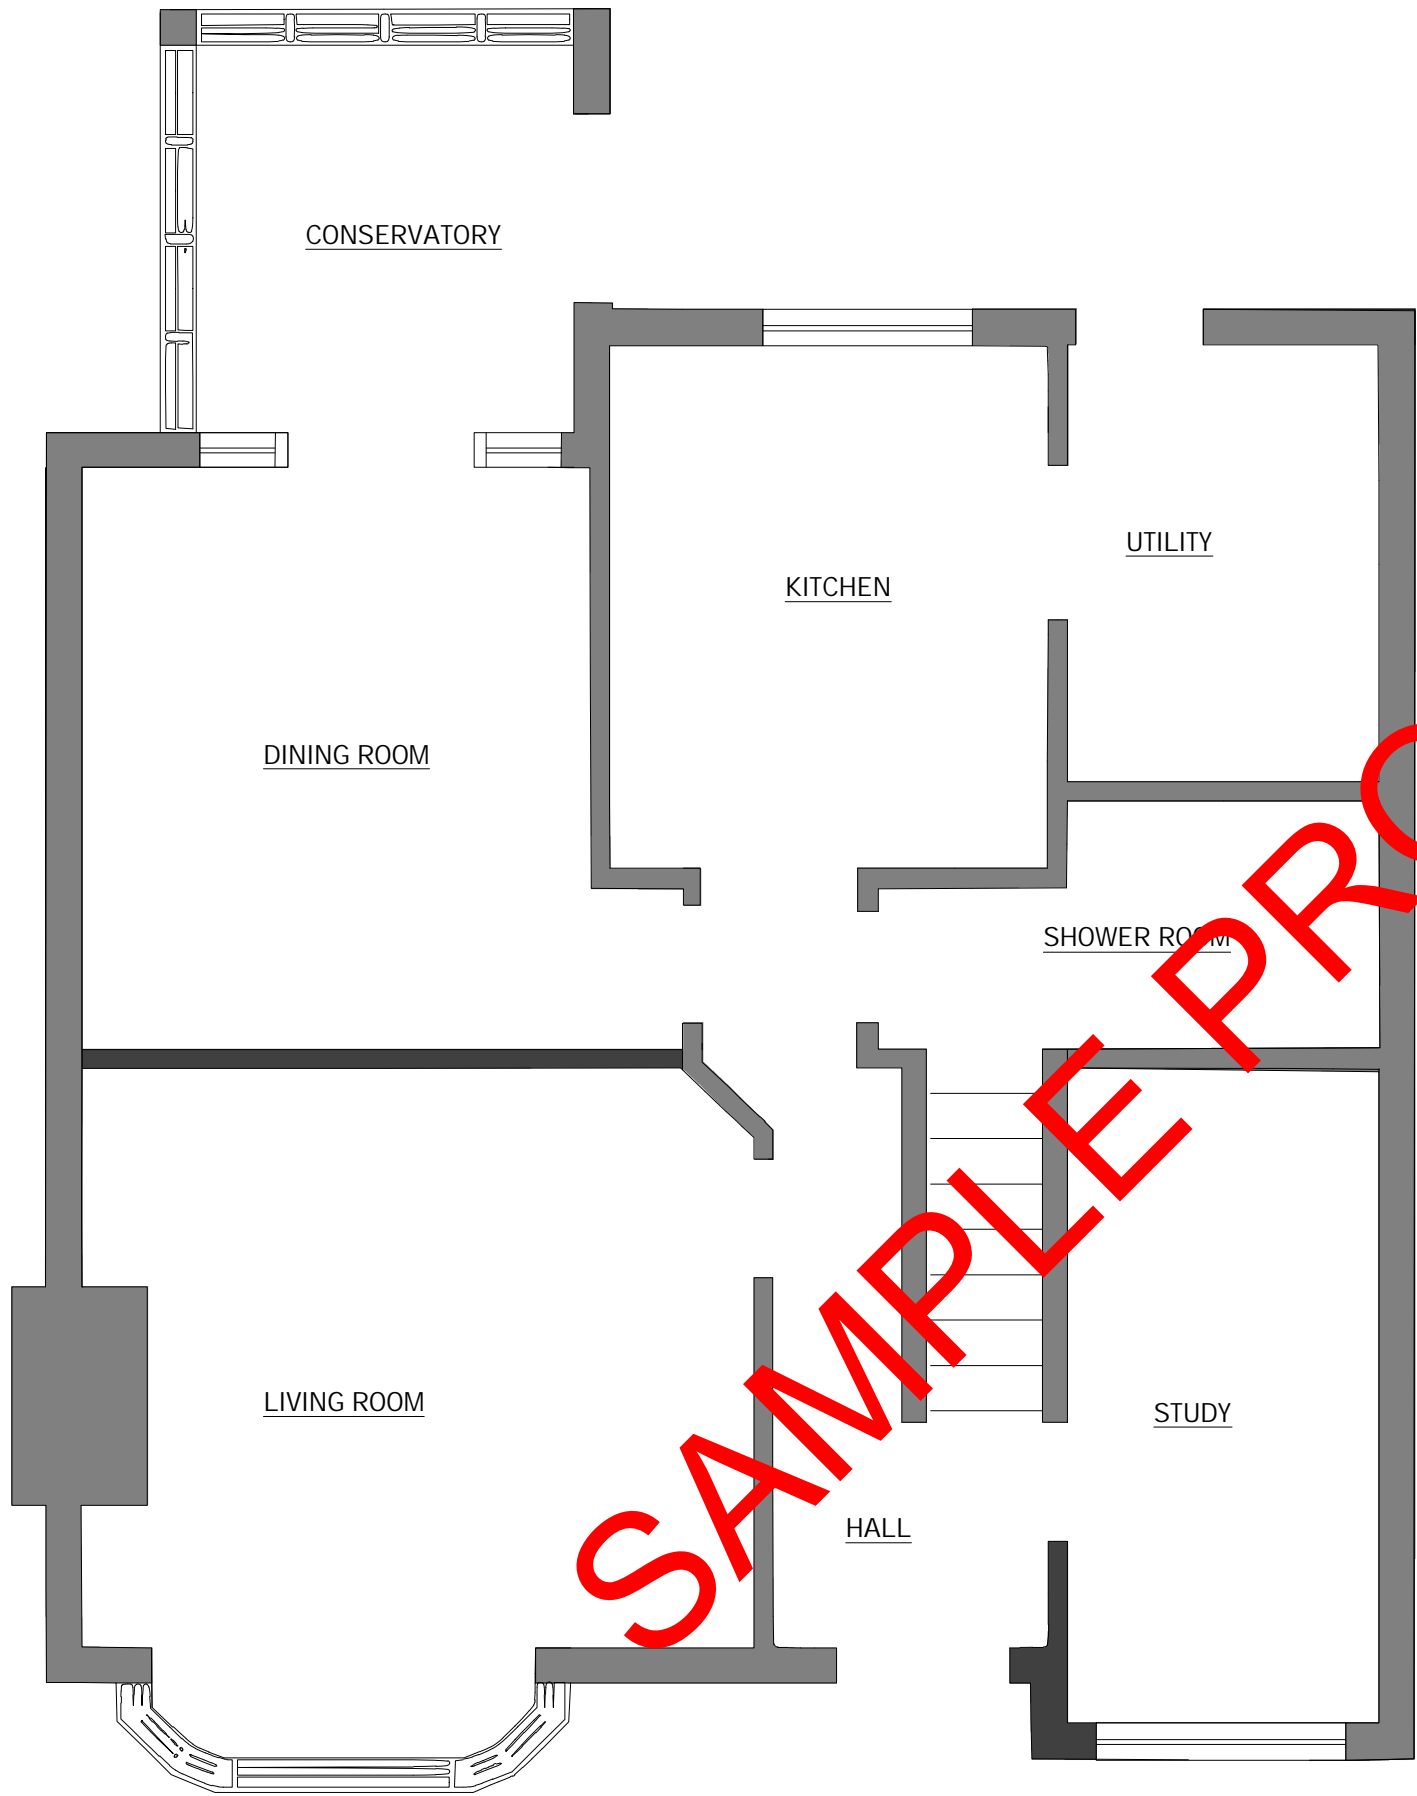 CONSERVATORY
UTILITY
KITCHEN
DINING ROOM
SHOWER ROOM
LIVING ROOM
STUDY
HALL
SAMPLE PRO